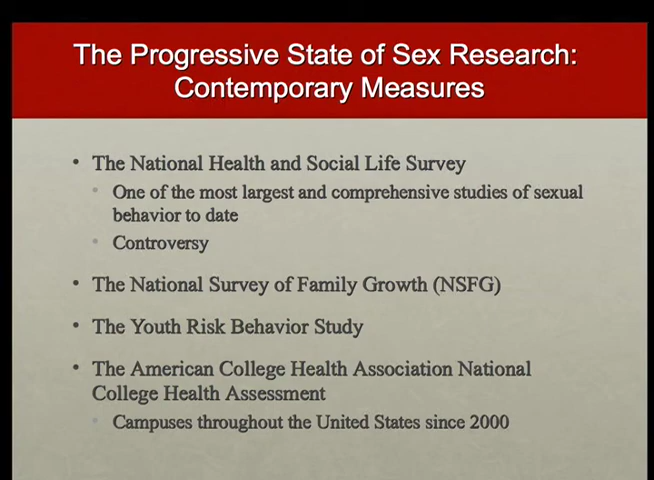 The Progressive State of Sex Research:
Contemporary Measures
• The National Health and Social Life Survey
• One of the most largest and comprehensive studies of sexual
behavior to date
• Controversy
• The National Survey of Family Growth (NSFG)
• The Youth Risk Behavior Study
• The American College Health Association National
College Health Assessment
• Campuses throughout the United States since 2000